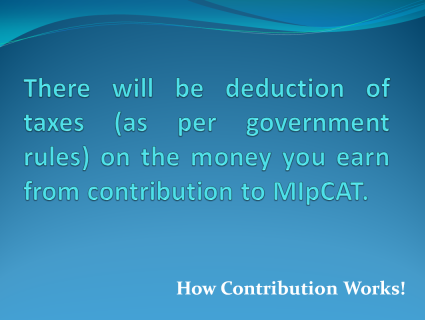 There will be deduction of
taxes (as per government
rules) on the money you earn
from contribution to MIpCAT.
How Contribution Works!